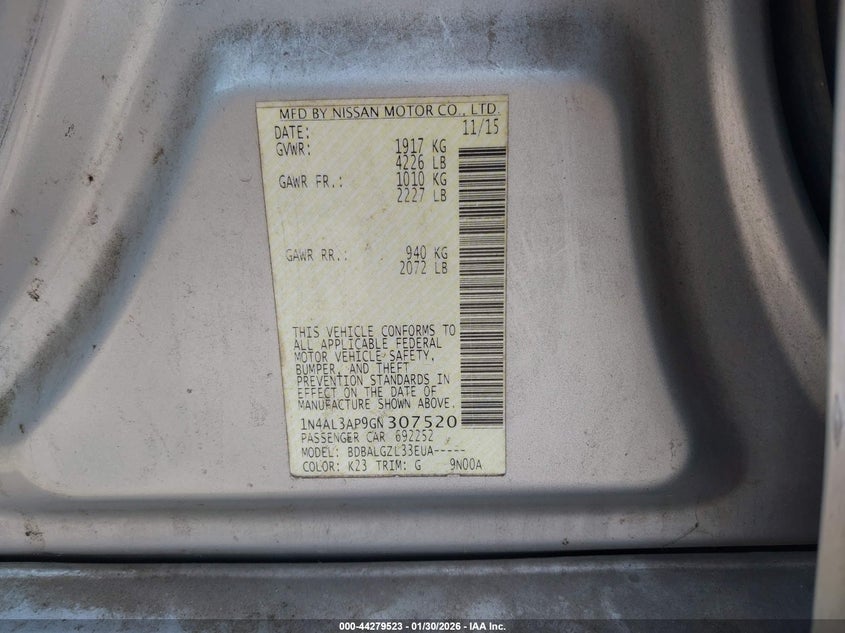 MFD BY NISSAN MOTOR CO., LTD.
DATE: 11/15
GVWR: 1917 KG
4226 LB
GAWR FR.: 1010 KG
2227 LB
GAWR RR.: 940 KG
2072 LB
THIS VEHICLE CONFORMS TO
ALL APPLICABLE FEDERAL
MOTOR VEHICLE SAFETY,
BUMPER, AND THEFT
PREVENTION STANDARDS IN
EFFECT ON THE DATE OF
MANUFACTURE SHOWN ABOVE.
1N4AL3AP9GN307520
PASSENGER CAR 692252
MODEL: BDBALGZL33EUA-----
COLOR: K23 TRIM: G 9N00A
000-44279523 - 01/30/2026 - IAA Inc.